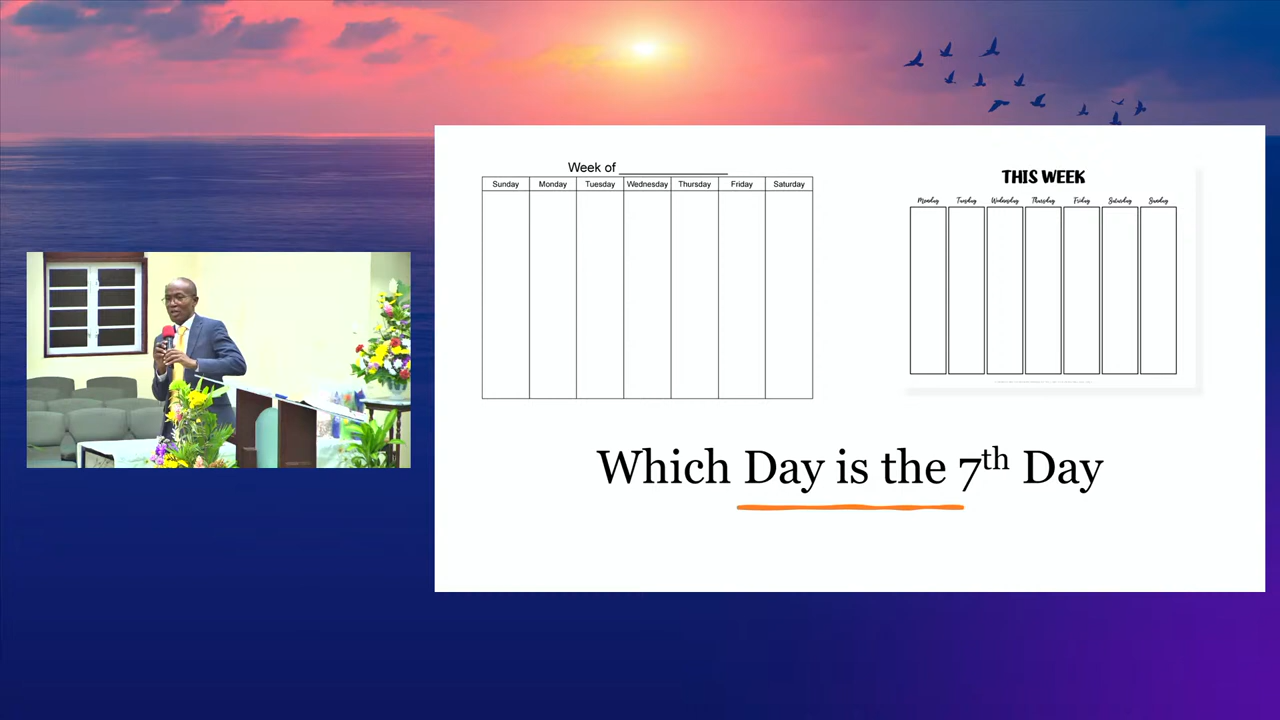 Week of
Sunday Monday Tuesday Wednesday Thursday Friday Saturday
THIS WEEK
Monday Tuesday Wednesday Thursday Friday Saturday Sunday
Which Day is the 7th Day